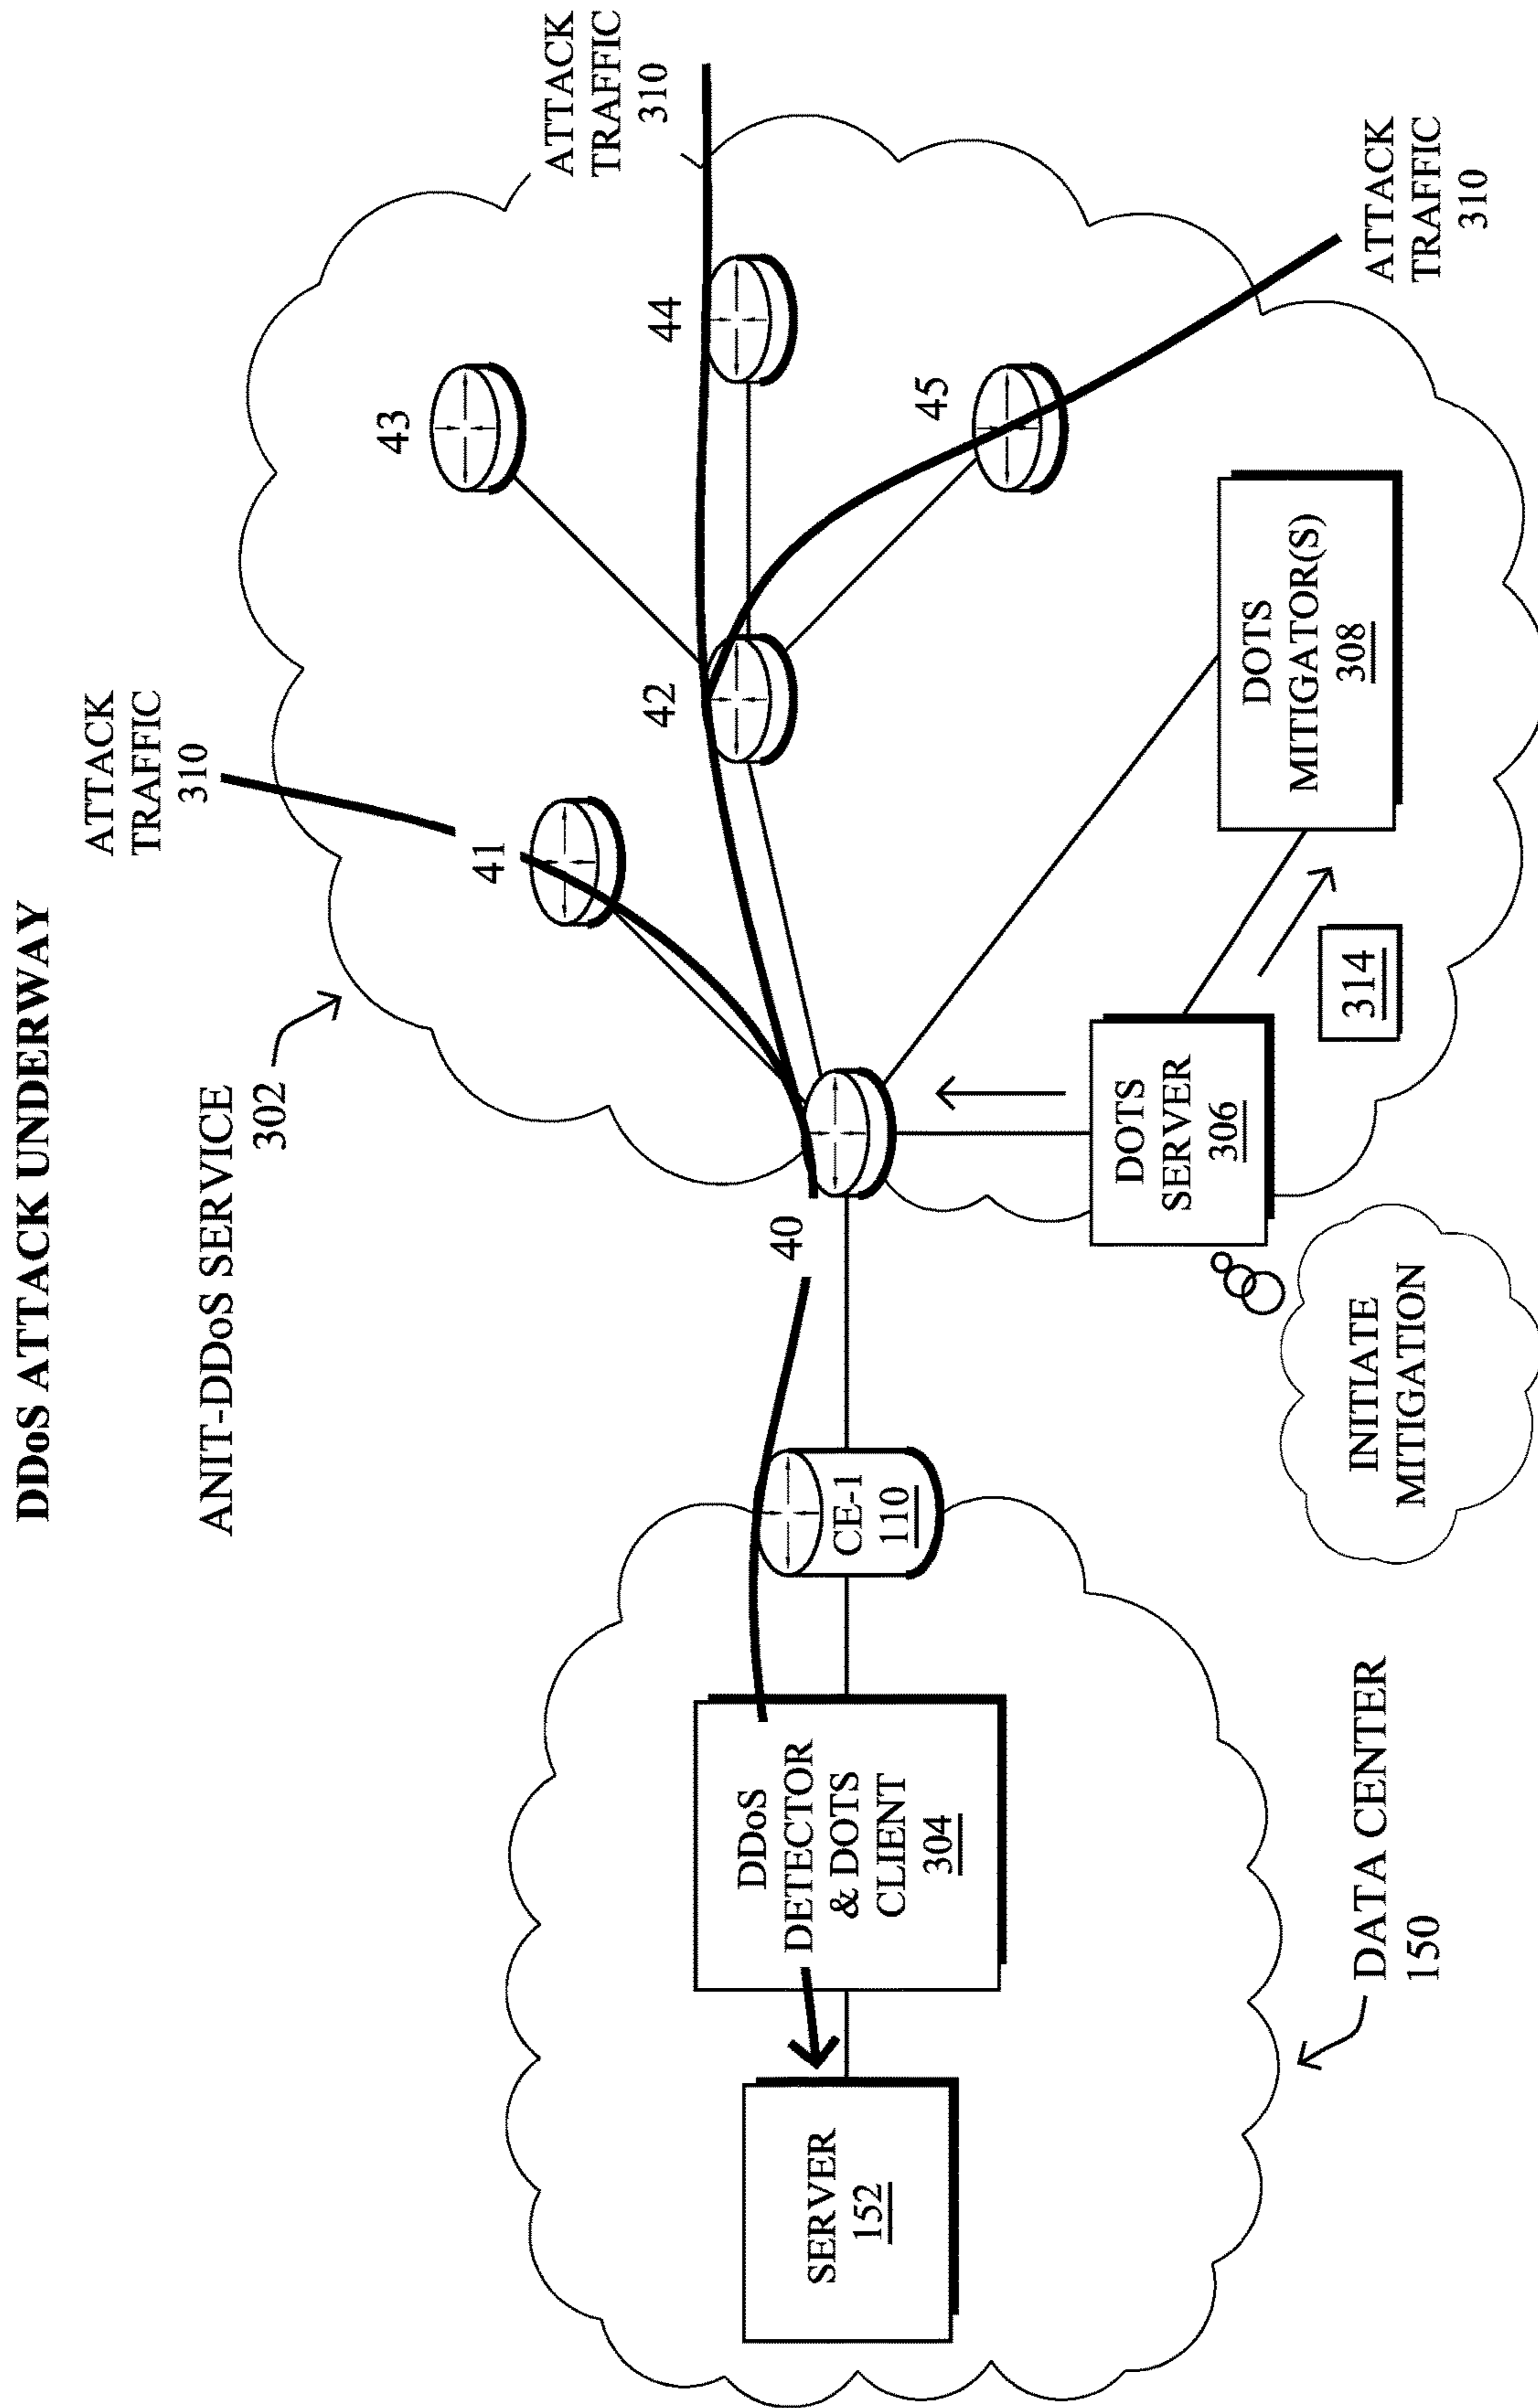 DDoS ATTACK UNDERWAY
ANIT-DDoS SERVICE
302
ATTACK
TRAFFIC
310
ATTACK
TRAFFIC
310
43
41
42
44
40
45
ATTACK
TRAFFIC
310
SERVER
152
DDoS
DETECTOR
& DOTS
CLIENT
304
CE-1
110
DOTS
SERVER
306
DOTS
MITIGATOR(S)
308
314
INITIATE
MITIGATION
DATA CENTER
150